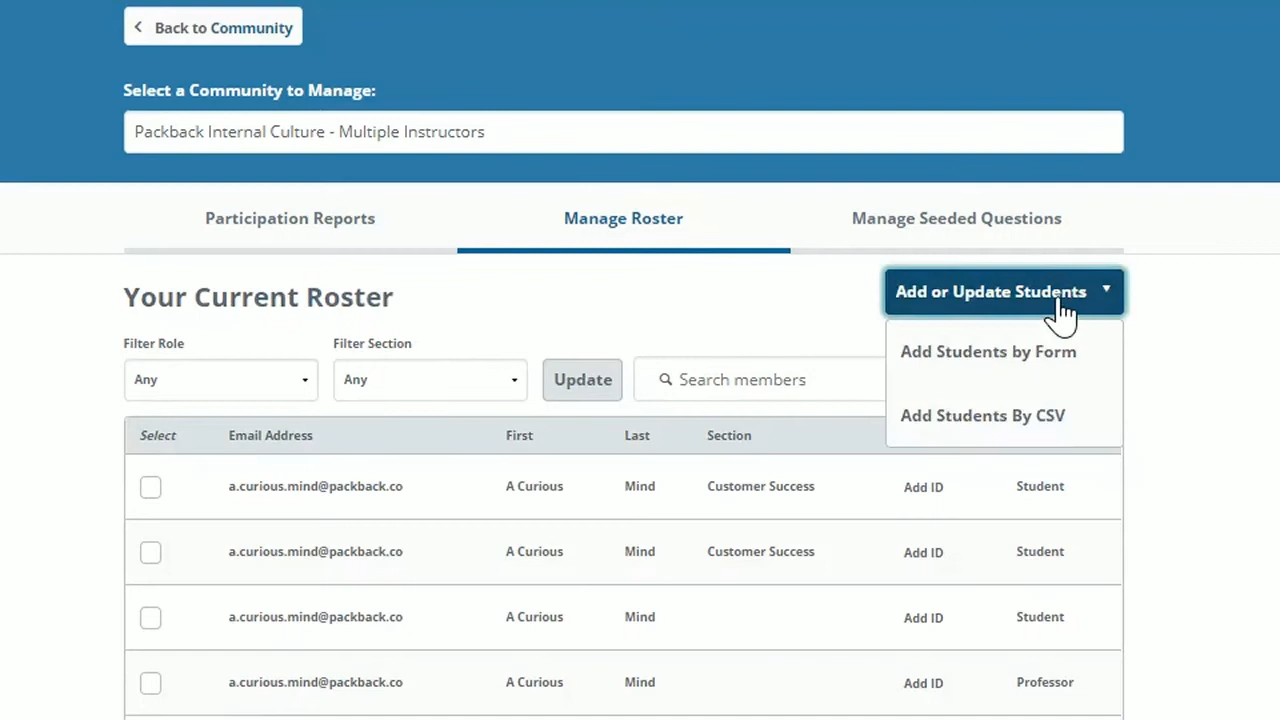 Back to Community
Select a Community to Manage:
Packback Internal Culture - Multiple Instructors
Participation Reports Manage Roster Manage Seeded Questions
Your Current Roster
Add or Update Students
Add Students by Form
Add Students By CSV
Filter Role Filter Section
Any Any Update Search members
Select Email Address First Last Section
a.curious.mind@packback.co A Curious Mind Customer Success Add ID Student
a.curious.mind@packback.co A Curious Mind Customer Success Add ID Student
a.curious.mind@packback.co A Curious Mind Add ID Student
a.curious.mind@packback.co A Curious Mind Add ID Professor